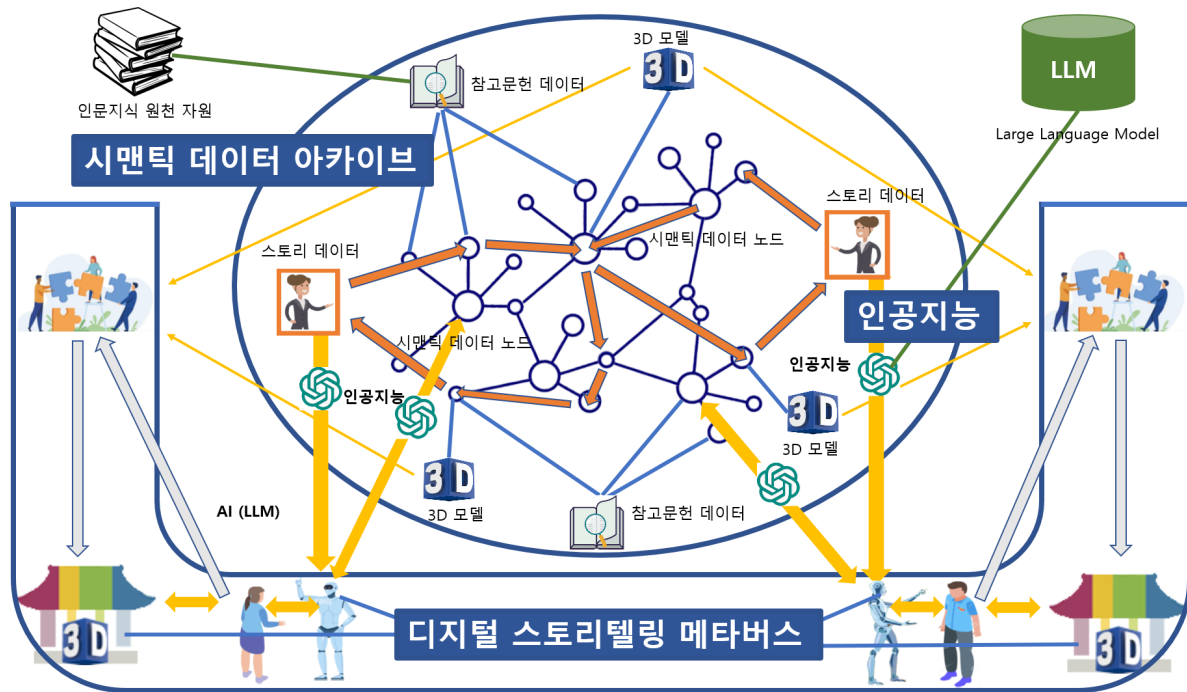 3D 모델
3D
LLM
참고문헌 데이터
인문지식 원천 자원
Large Language Model
시맨틱 데이터 아카이브
스토리 데이터
시맨틱 데이터 노드
스토리 데이터
인공지능
시맨틱 데이터 노드
인공지능
인공지능
3D
3D 모델
3D
3D 모델
AI (LLM)
참고문헌 데이터
3D
디지털 스토리텔링 메타버스
3D